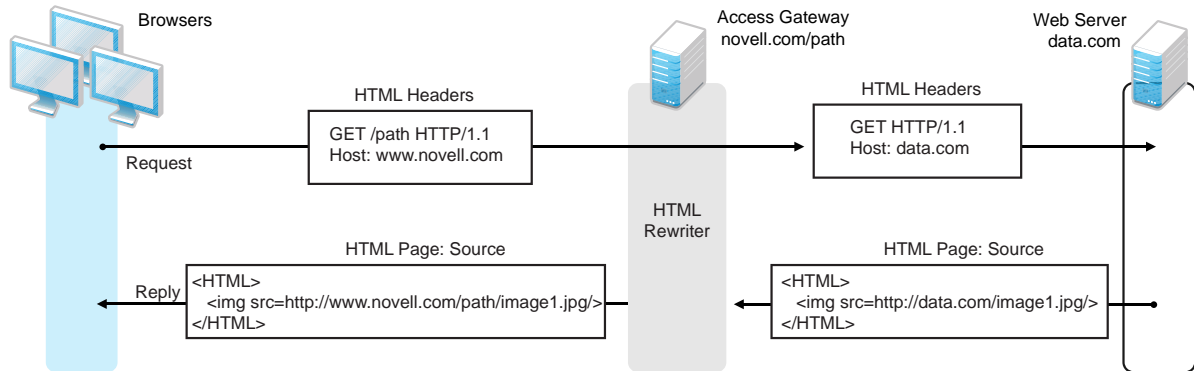 Browsers
Access Gateway
novell.com/path
Web Server
data.com
HTML Headers
GET /path HTTP/1.1
Host: www.novell.com
HTML Headers
GET HTTP/1.1
Host: data.com
Request
HTML
Rewriter
HTML Page: Source
<HTML>
<img src=http://www.novell.com/path/image1.jpg/>
</HTML>
Reply
HTML Page: Source
<HTML>
<img src=http://data.com/image1.jpg/>
</HTML>